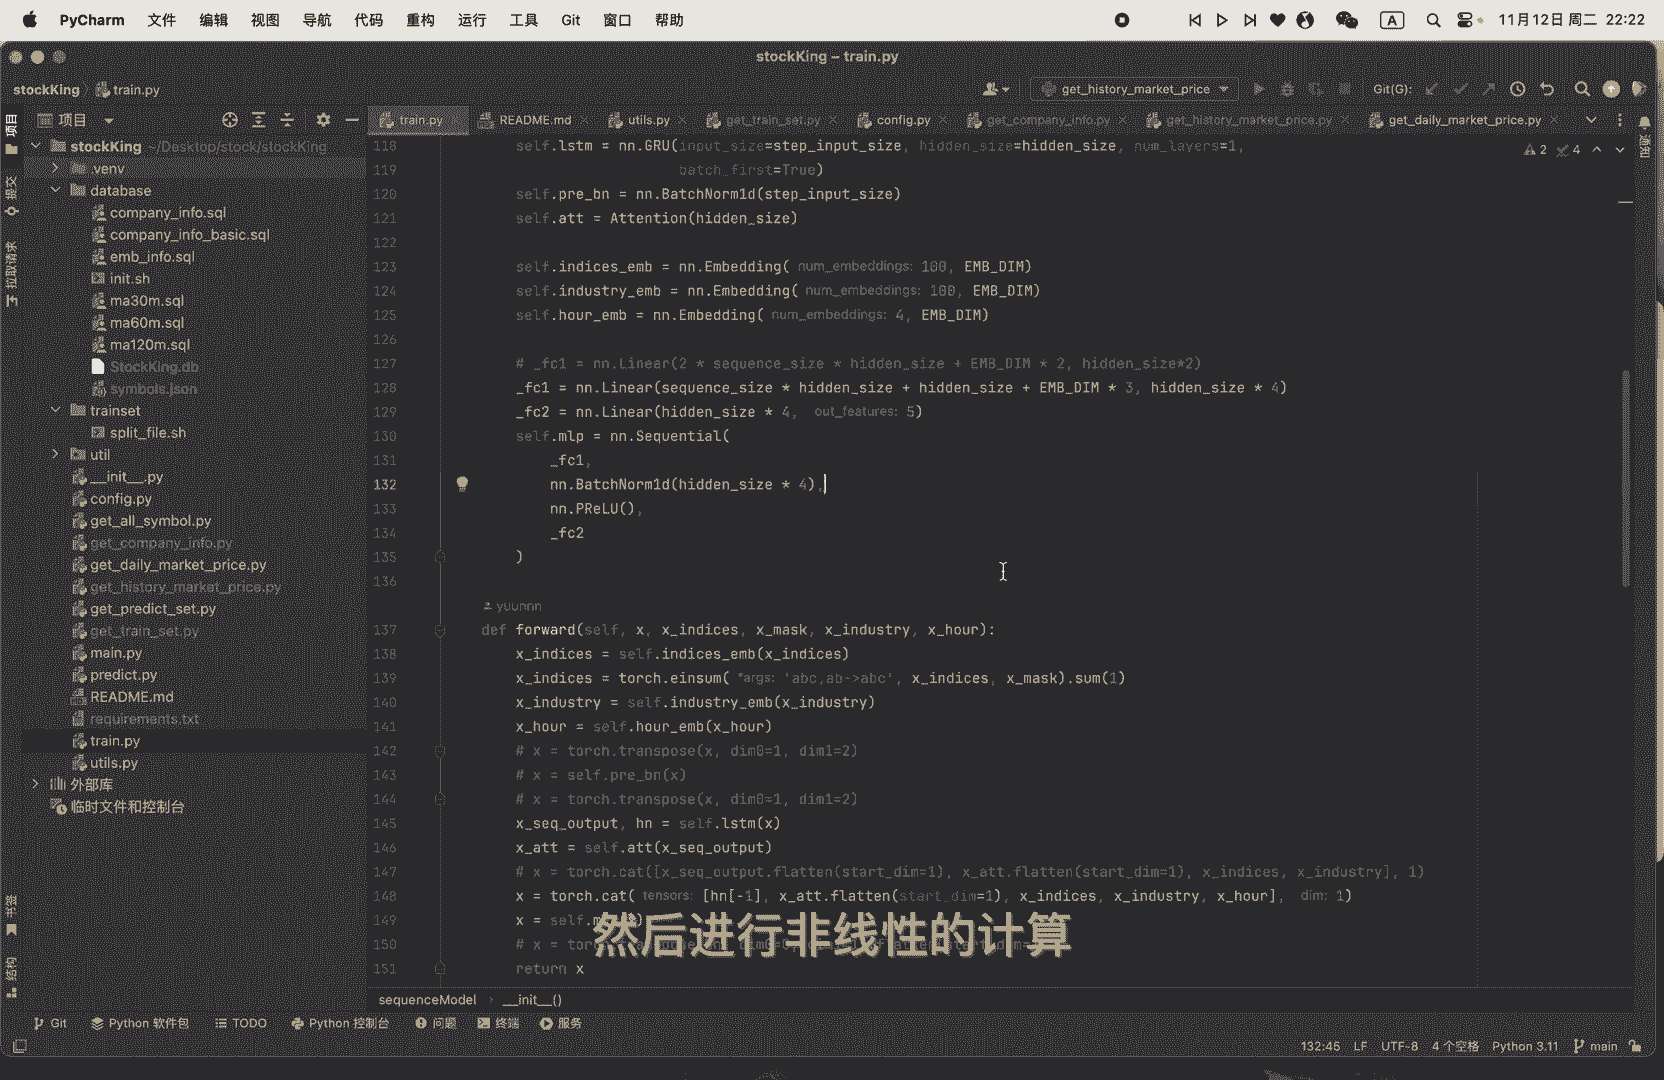 PyCharm 文件 编辑 视图 导航 代码 重构 运行 工具 Git 窗口 帮助 A 11月12日 周二 22:22
stockKing – train.py
stockKing train.py get_history_market_price Git(G):
项目 train.py README.md utils.py get_train_set.py config.py get_company_info.py get_history_market_price.py get_daily_market_price.py
项目
提交
拉取请求
书签
结构
通知
stockKing ~/Desktop/stock/stockKing
.venv
database
company_info.sql
company_info_basic.sql
emb_info.sql
init.sh
ma30m.sql
ma60m.sql
ma120m.sql
StockKing.db
symbols.json
trainset
split_file.sh
util
__init__.py
config.py
get_all_symbol.py
get_company_info.py
get_daily_market_price.py
get_history_market_price.py
get_predict_set.py
get_train_set.py
main.py
predict.py
README.md
requirements.txt
train.py
utils.py
外部库
临时文件和控制台
2 4
118 self.lstm = nn.GRU(input_size=step_input_size, hidden_size=hidden_size, num_layers=1,
119 batch_first=True)
120 self.pre_bn = nn.BatchNorm1d(step_input_size)
121 self.att = Attention(hidden_size)
122
123 self.indices_emb = nn.Embedding( num_embeddings: 100, EMB_DIM)
124 self.industry_emb = nn.Embedding( num_embeddings: 100, EMB_DIM)
125 self.hour_emb = nn.Embedding( num_embeddings: 4, EMB_DIM)
126
127 # _fc1 = nn.Linear(2 * sequence_size * hidden_size + EMB_DIM * 2, hidden_size*2)
128 _fc1 = nn.Linear(sequence_size * hidden_size + hidden_size + EMB_DIM * 3, hidden_size * 4)
129 _fc2 = nn.Linear(hidden_size * 4, out_features: 5)
130 self.mlp = nn.Sequential(
131 _fc1,
132 nn.BatchNorm1d(hidden_size * 4),
133 nn.PReLU(),
134 _fc2
135 )
136
yuunnn
137 def forward(self, x, x_indices, x_mask, x_industry, x_hour):
138 x_indices = self.indices_emb(x_indices)
139 x_indices = torch.einsum( *args: 'abc,ab->abc', x_indices, x_mask).sum(1)
140 x_industry = self.industry_emb(x_industry)
141 x_hour = self.hour_emb(x_hour)
142 # x = torch.transpose(x, dim0=1, dim1=2)
143 # x = self.pre_bn(x)
144 # x = torch.transpose(x, dim0=1, dim1=2)
145 x_seq_output, hn = self.lstm(x)
146 x_att = self.att(x_seq_output)
147 # x = torch.cat([x_seq_output.flatten(start_dim=1), x_att.flatten(start_dim=1), x_indices, x_industry], 1)
148 x = torch.cat( tensors: [hn[-1], x_att.flatten(start_dim=1), x_indices, x_industry, x_hour], dim: 1)
149 x = self.
然后进行非线性的计算
150 # x =
151 return x
sequenceModel __init__()
Git Python 软件包 TODO Python 控制台 问题 终端 服务
132:45 LF UTF-8 4 个空格 Python 3.11 main